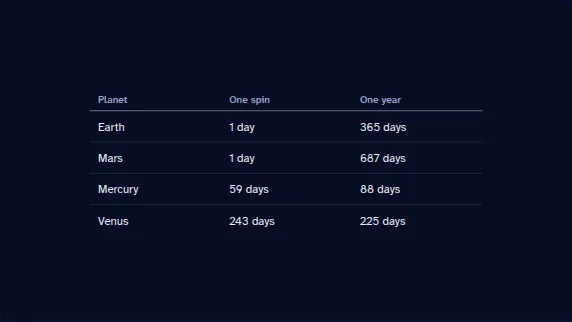 Planet One spin One year
Earth 1 day 365 days
Mars 1 day 687 days
Mercury 59 days 88 days
Venus 243 days 225 days